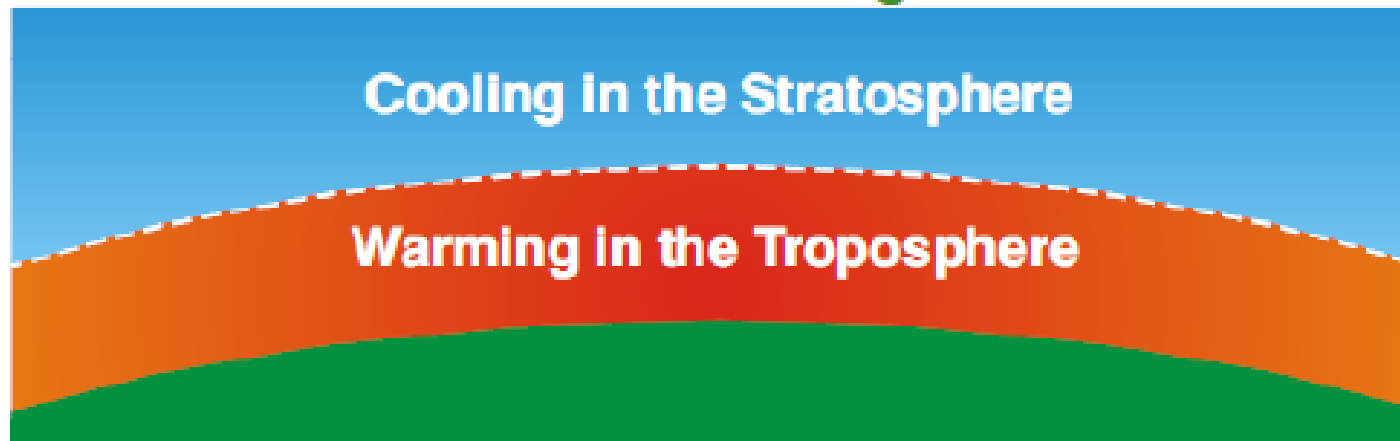 Cooling in the Stratosphere
Warming in the Troposphere